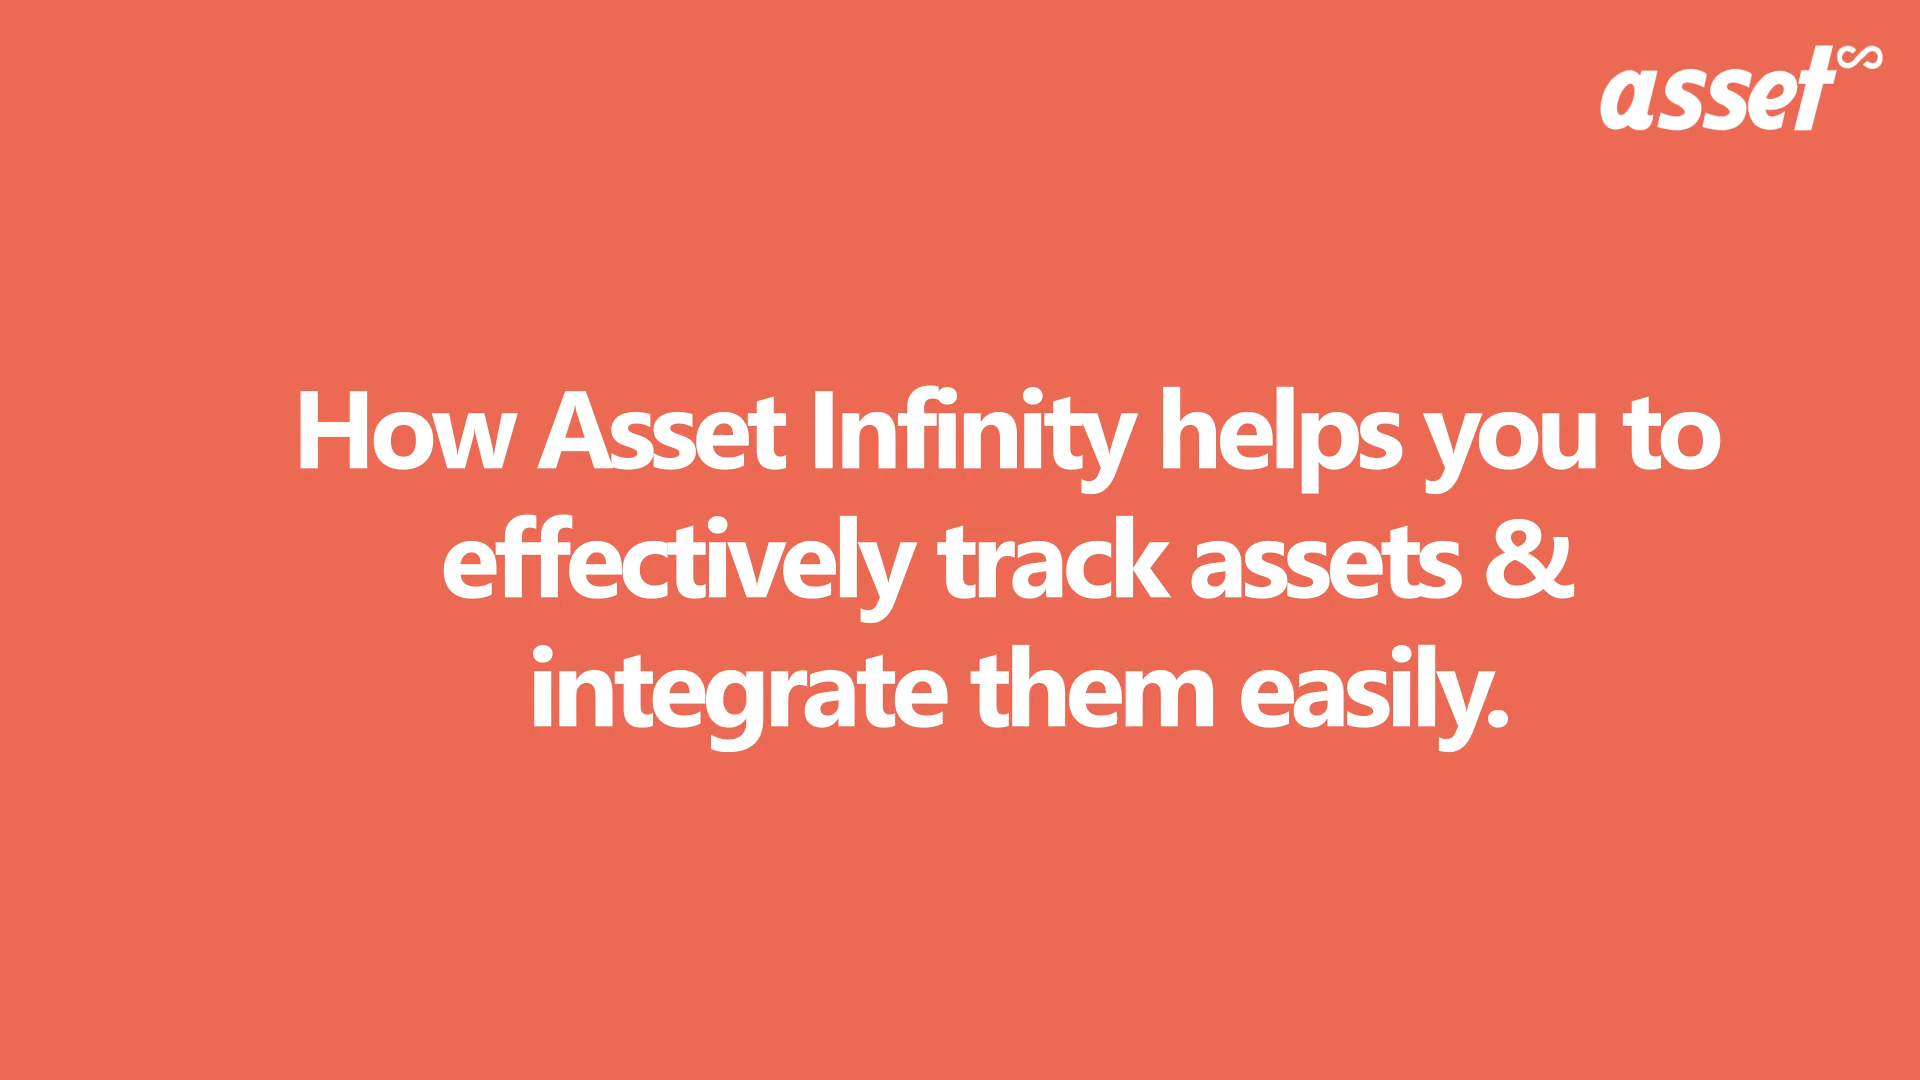 asset∞
How Asset Infinity helps you to
effectively track assets &
integrate them easily.